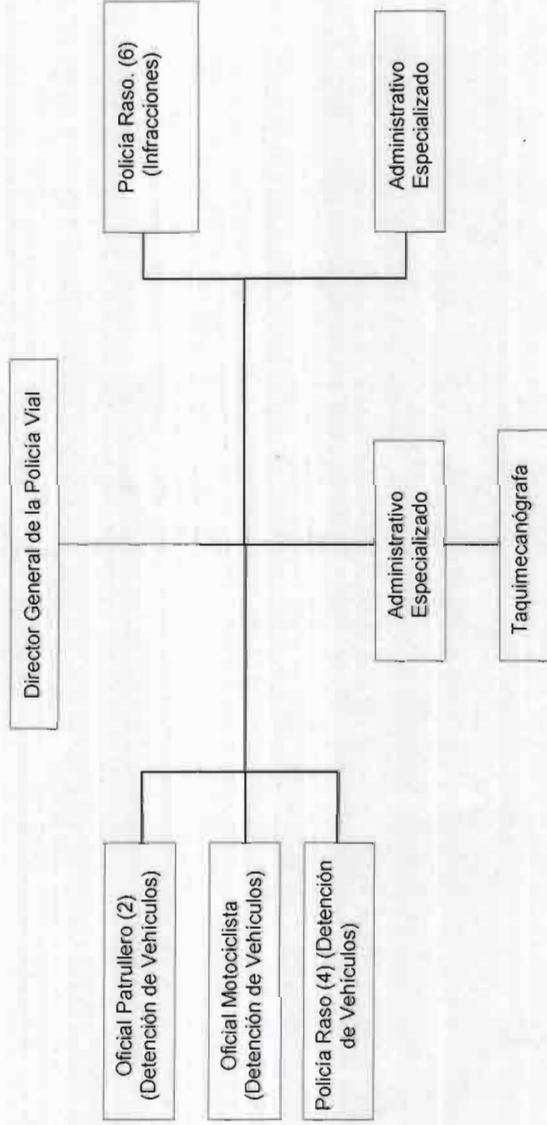 Director General de la Policía Vial
Oficial Patrullero (2)
(Detención de Vehículos)
Oficial Motociclista
(Detención de Vehículos)
Policía Raso (4) (Detención
de Vehículos)
Policía Raso. (6)
(Infracciones)
Administrativo
Especializado
Administrativo
Especializado
Taquimecanógrafa